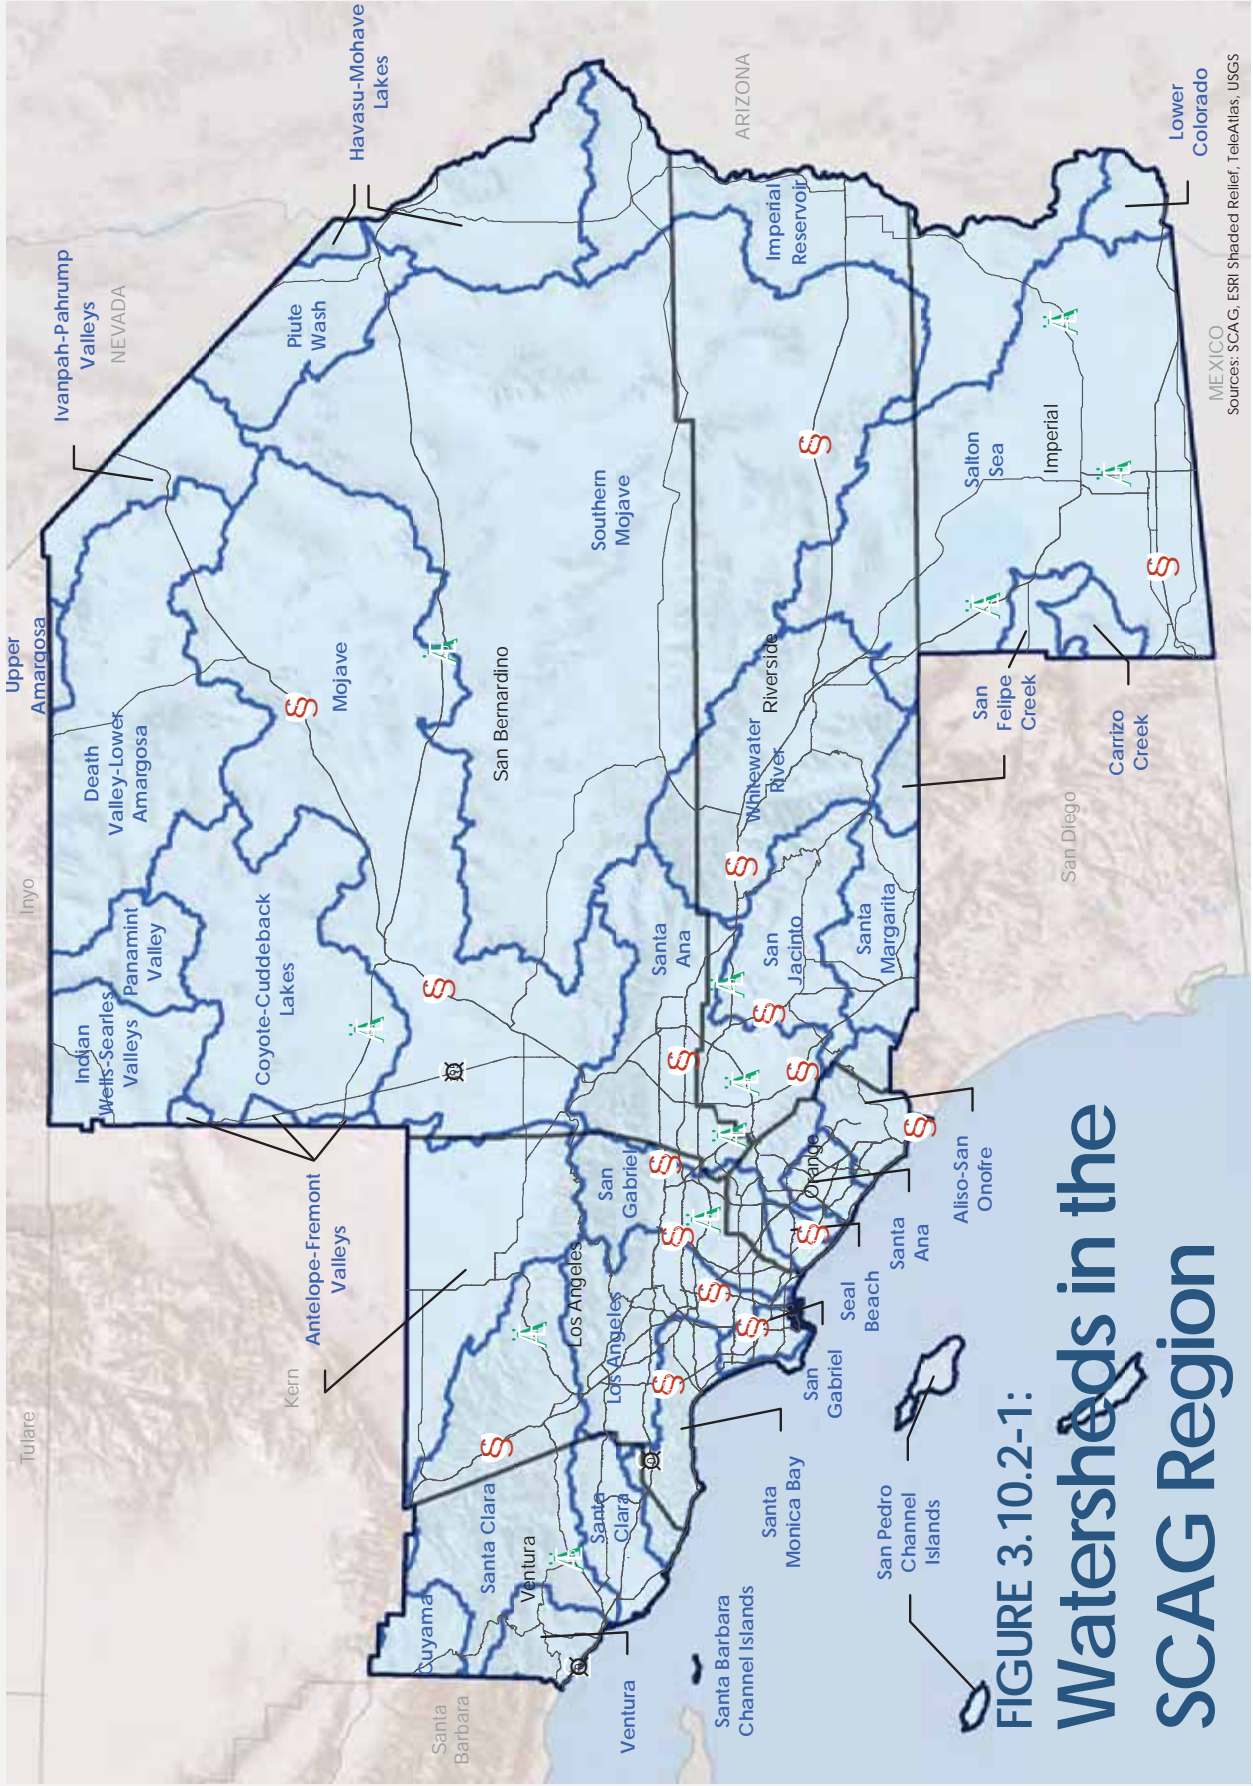 Upper
Amargosa
Ivanpah-Pahrump
Valleys
NEVADA
Havasu-Mohave
Lakes
Inyo
Indian
Wells-Searles
Valleys
Panamint
Valley
Death
Valley-Lower
Amargosa
Piute
Wash
Coyote-Cuddeback
Lakes
Mojave
ARIZONA
Tulare
Kern
Antelope-Fremont
Valleys
San Bernardino
Southern
Mojave
Imperial
Reservoir
Cuyama
Santa Clara
Ventura
Los Angeles
San
Gabriel
Santa
Ana
Santa
Clara
Los Angeles
Santa
Barbara
Whitewater
River
Riverside
San
Jacinto
Santa
Margarita
Orange
Salton
Sea
Imperial
Lower
Colorado
Ventura
Santa Barbara
Channel Islands
Santa
Monica Bay
San
Gabriel
Seal
Beach
Santa
Ana
Aliso-San
Onofre
San
Felipe
Creek
Carrizo
Creek
San Diego
San Pedro
Channel
Islands
MEXICO
FIGURE 3.10.2-1:
Watersheds in the
SCAG Region
Sources: SCAG, ESRI Shaded Relief, TeleAtlas, USGS